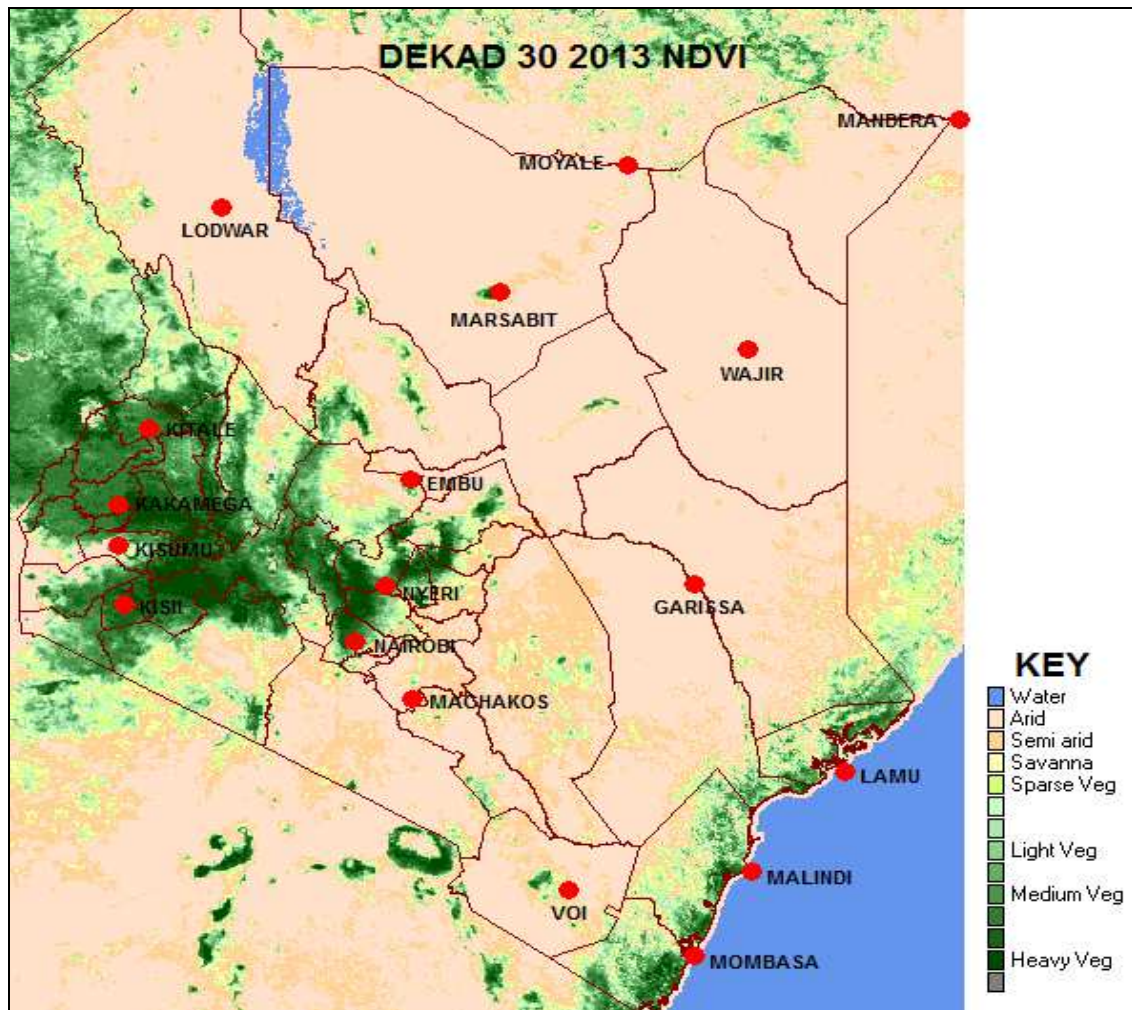 DEKAD 30 2013 NDVI
MANDERA
MOYALE
LODWAR
MARSABIT
WAJIR
KITALE
EMBU
KAKAMEGA
KISUMU
NYERI
GARISSA
KISII
NAIROBI
MACHAKOS
LAMU
MALINDI
VOI
MOMBASA
KEY
Water
Arid
Semi arid
Savanna
Sparse Veg
Light Veg
Medium Veg
Heavy Veg